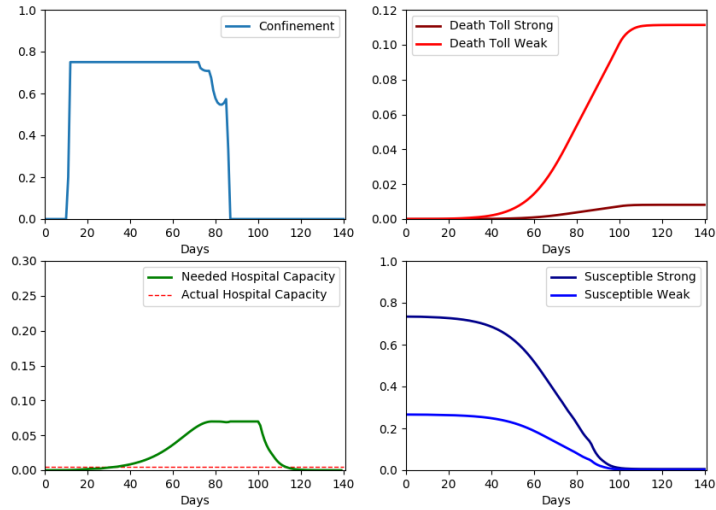 1.0
0.8
0.6
0.4
0.2
0.0
0 20 40 60 80 100 120 140
Days
Confinement
0.12
0.10
0.08
0.06
0.04
0.02
0.00
0 20 40 60 80 100 120 140
Days
Death Toll Strong
Death Toll Weak
0.30
0.25
0.20
0.15
0.10
0.05
0.00
0 20 40 60 80 100 120 140
Days
Needed Hospital Capacity
Actual Hospital Capacity
1.0
0.8
0.6
0.4
0.2
0.0
0 20 40 60 80 100 120 140
Days
Susceptible Strong
Susceptible Weak